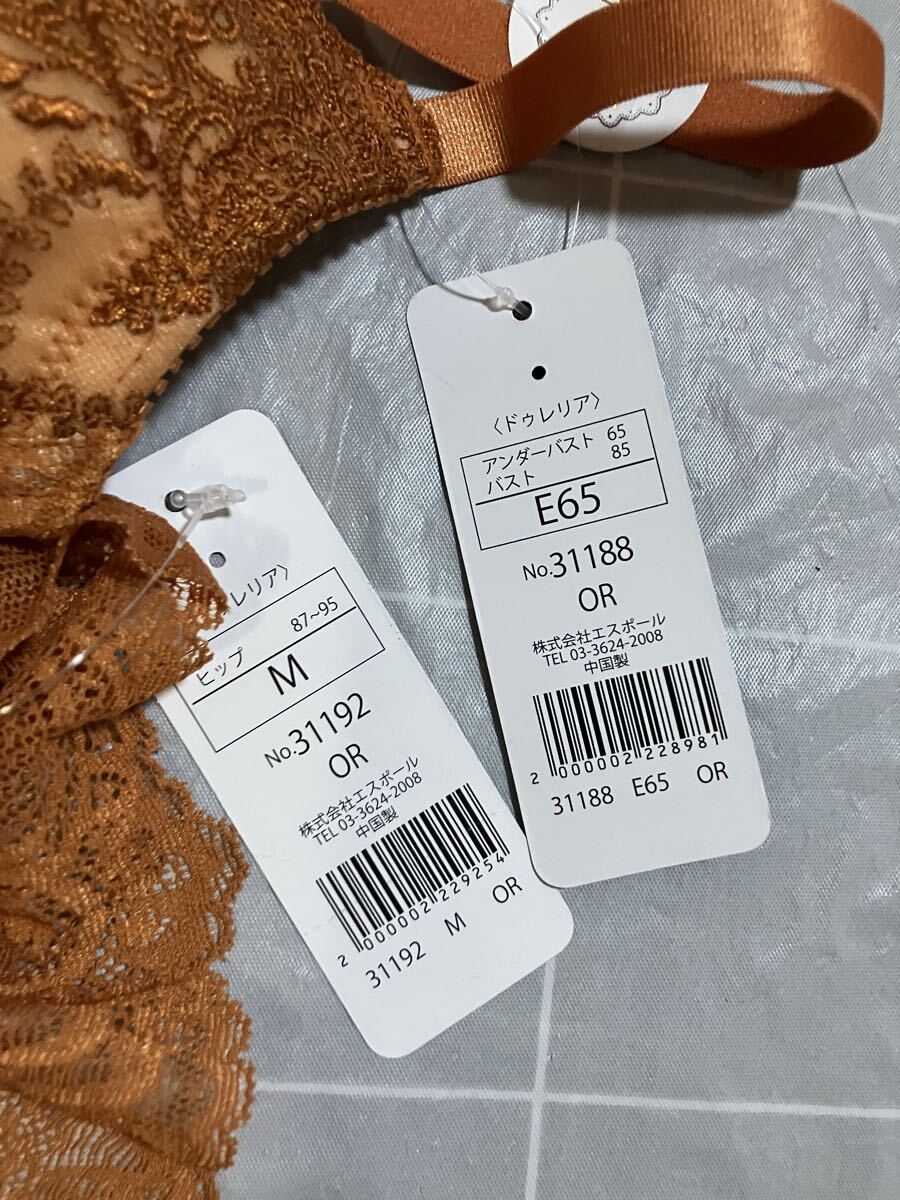 〈ドゥレリア〉
アンダーバスト 65
バスト 85
E65
No.31188
OR
株式会社エスポール
TEL 03-3624-2008
中国製
2 000002 228981
31188 E65 OR
レリア〉
ヒップ 87~95
M
No.31192
OR
株式会社エスポール
TEL 03-3624-2008
中国製
2 000002 229254
31192 M OR